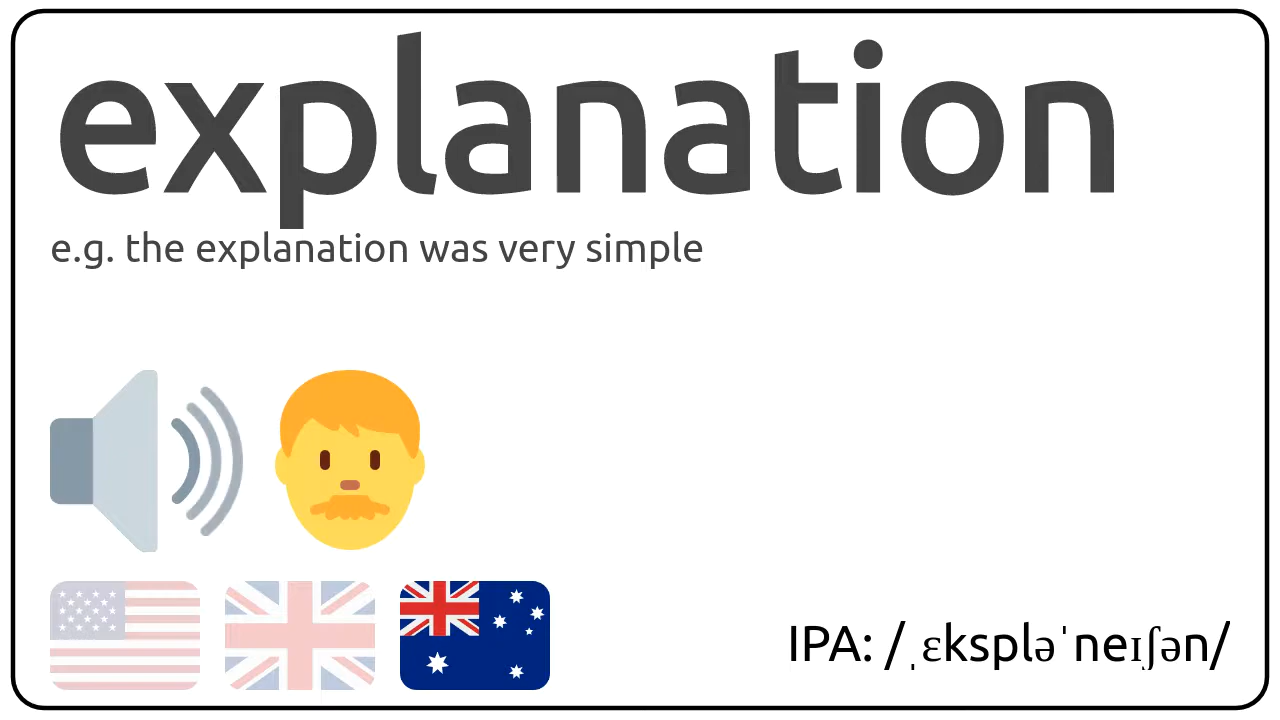 explanation
e.g. the explanation was very simple
IPA: /ˌɛkspləˈneɪʃən/